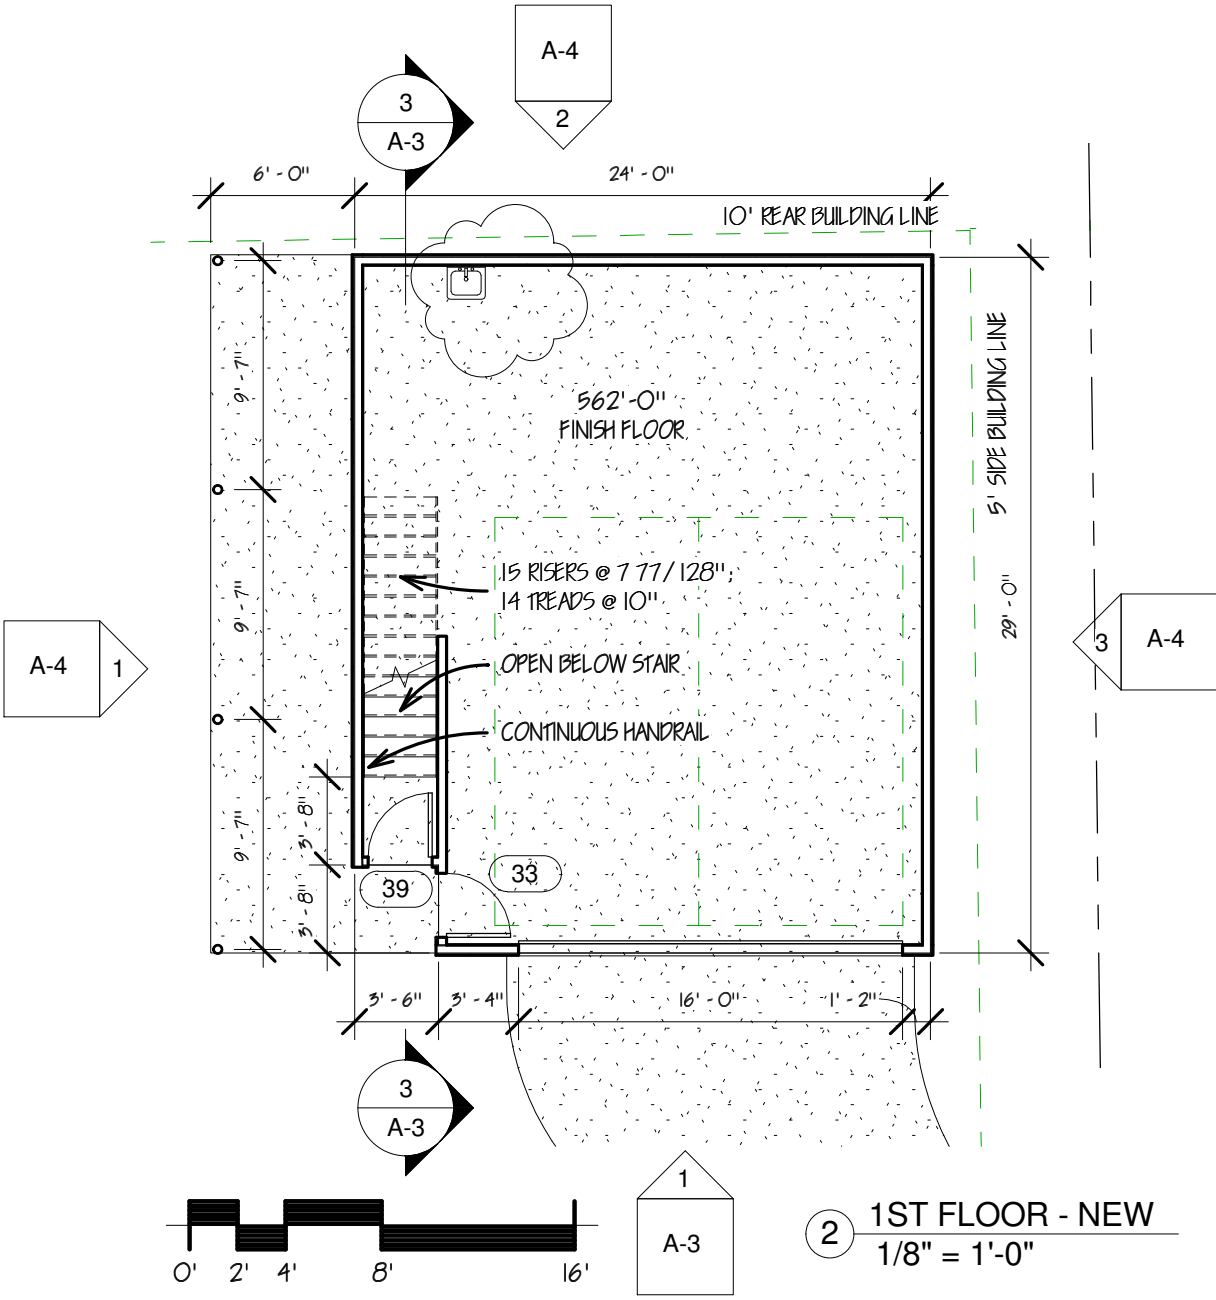 A-4
2
3
A-3
6' - 0"
24' - 0"
10' REAR BUILDING LINE
9' - 7"
5' SIDE BUILDING LINE
562'-0"
FINISH FLOOR
15 RISERS @ 7 77/128";
14 TREADS @ 10"
9' - 7"
29' - 0"
A-4
1
3
A-4
OPEN BELOW STAIR
CONTINUOUS HANDRAIL
9' - 7"
3' - 8"
39
33
3' - 8"
3' - 6"
3' - 4"
16' - 0"
1' - 2"
3
A-3
1
A-3
0'
2'
4'
8'
16'
2
1ST FLOOR - NEW
1/8" = 1'-0"